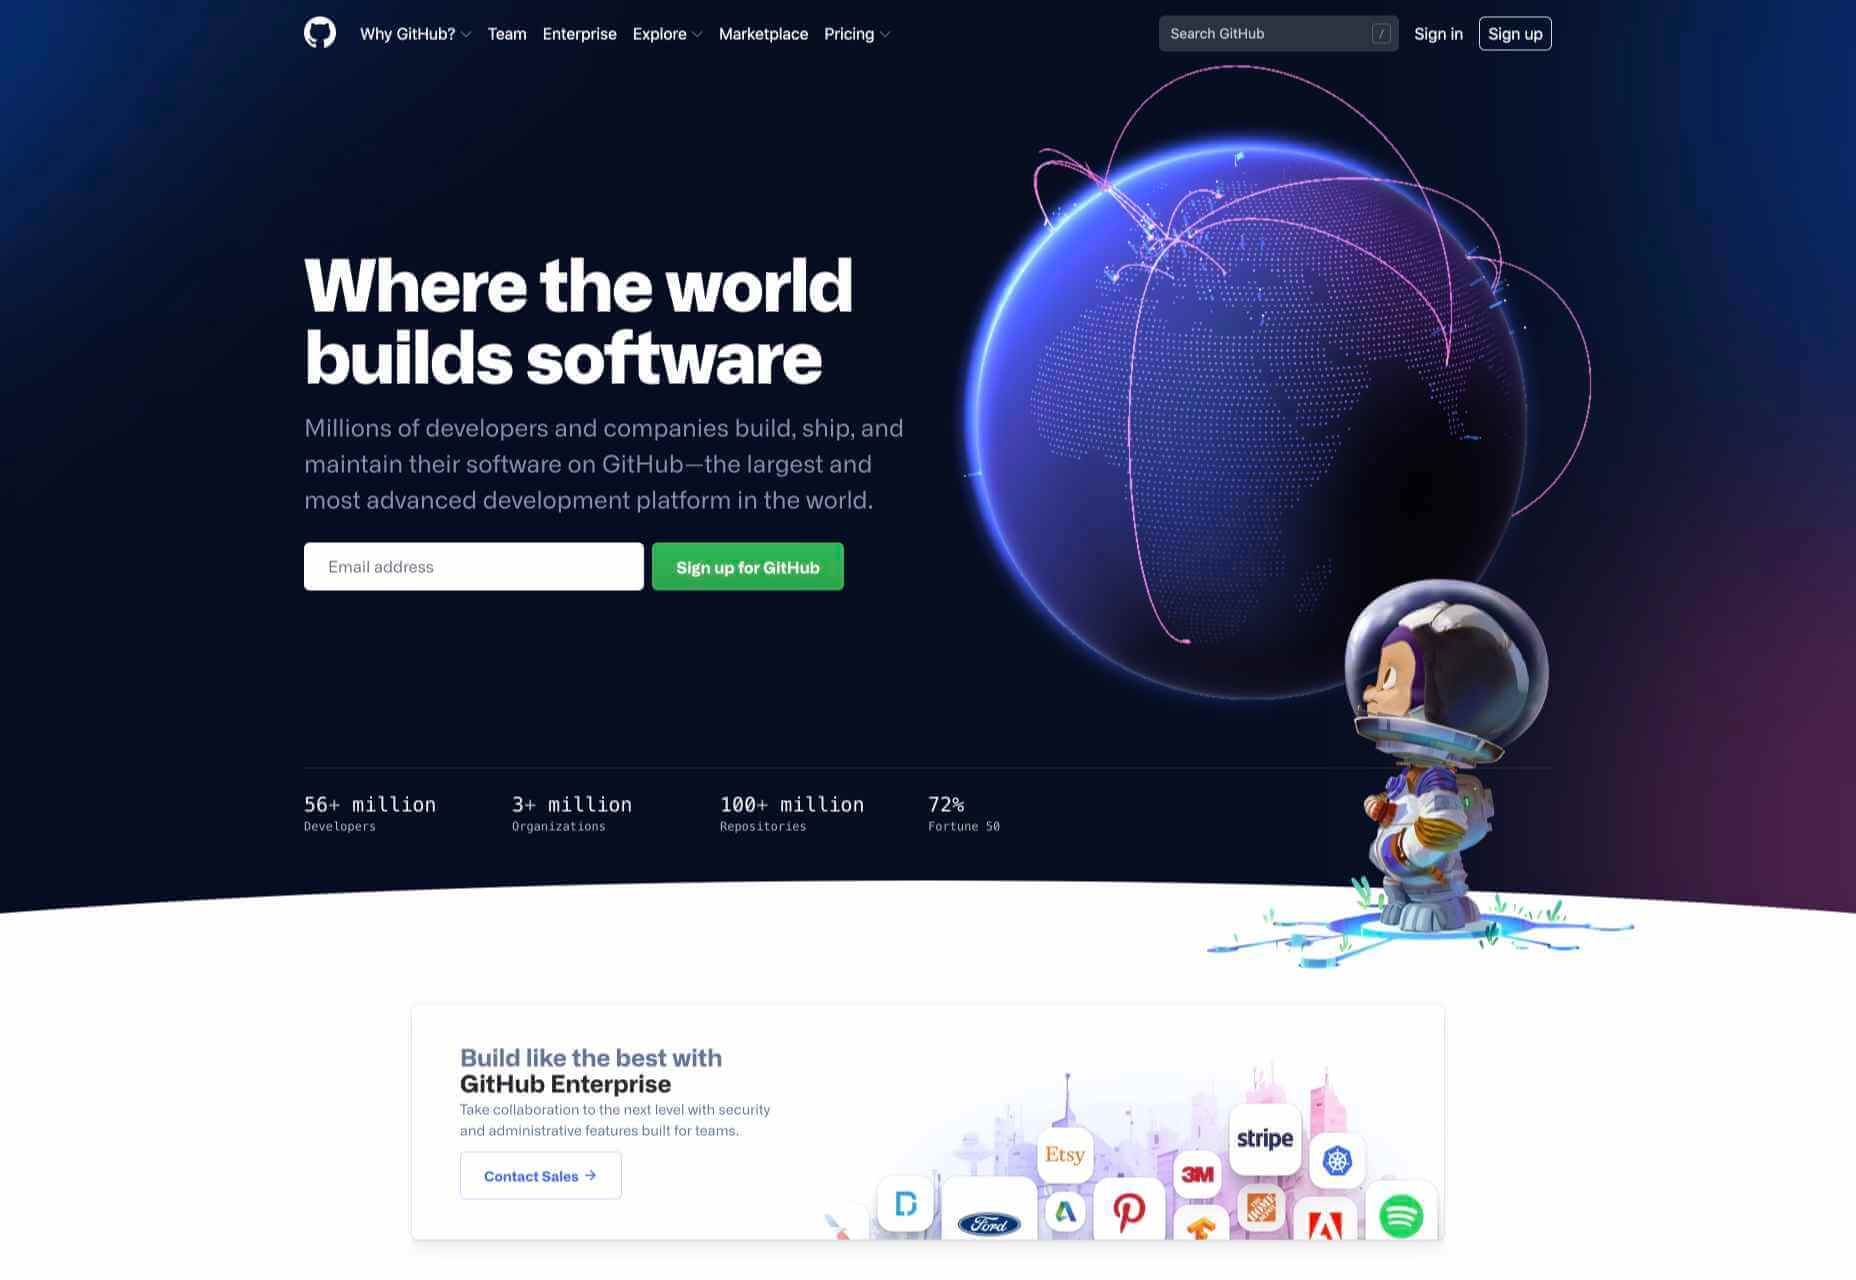 Why GitHub? Team Enterprise Explore Marketplace Pricing Search GitHub / Sign in Sign up
Where the world
builds software
Millions of developers and companies build, ship, and
maintain their software on GitHub—the largest and
most advanced development platform in the world.
Email address Sign up for GitHub
56+ million 3+ million 100+ million 72%
Developers Organizations Repositories Fortune 50
Build like the best with
GitHub Enterprise
Take collaboration to the next level with security
and administrative features built for teams.
Contact Sales →
stripe
Etsy
3M
THE HOME DEPOT
Ford